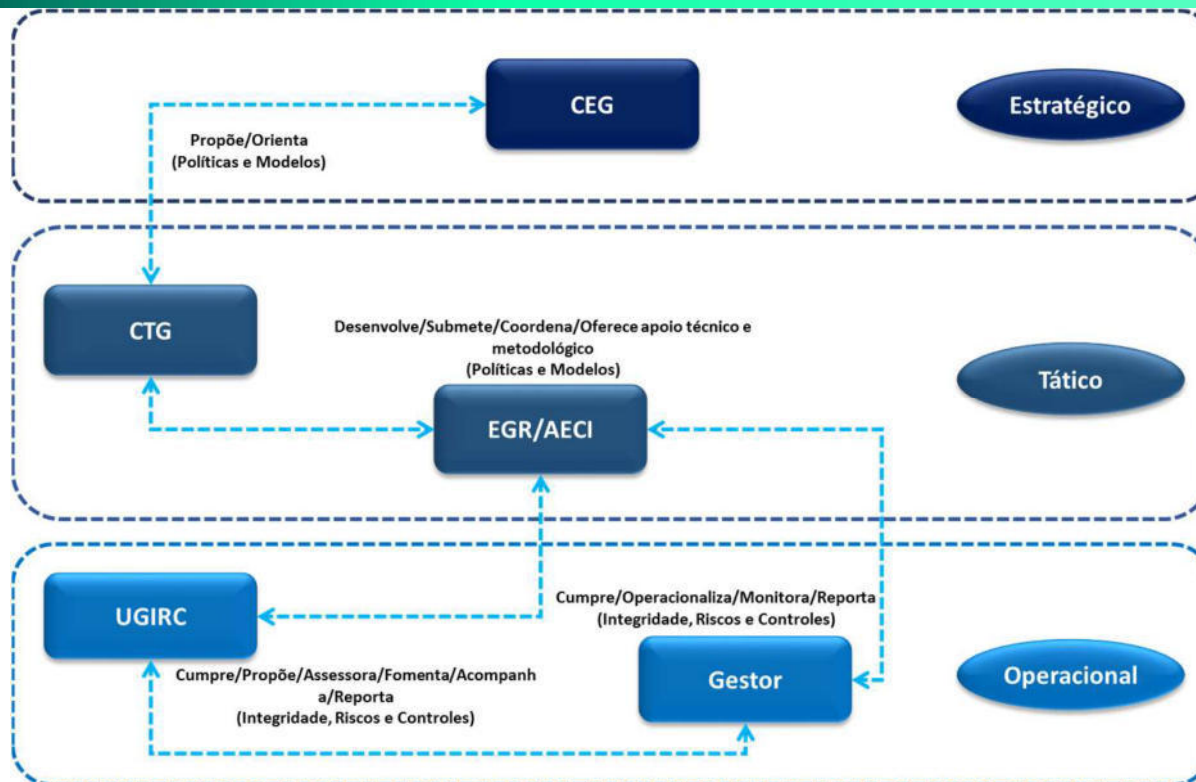 CEG
Estratégico
Propõe/Orienta
(Políticas e Modelos)
CTG
Desenvolve/Submete/Coordena/Oferece apoio técnico e
metodológico
(Políticas e Modelos)
Tático
EGR/AECI
UGIRC
Cumpre/Operacionaliza/Monitora/Reporta
(Integridade, Riscos e Controles)
Cumpre/Propõe/Assessora/Fomenta/Acompanh
a/Reporta
(Integridade, Riscos e Controles)
Gestor
Operacional